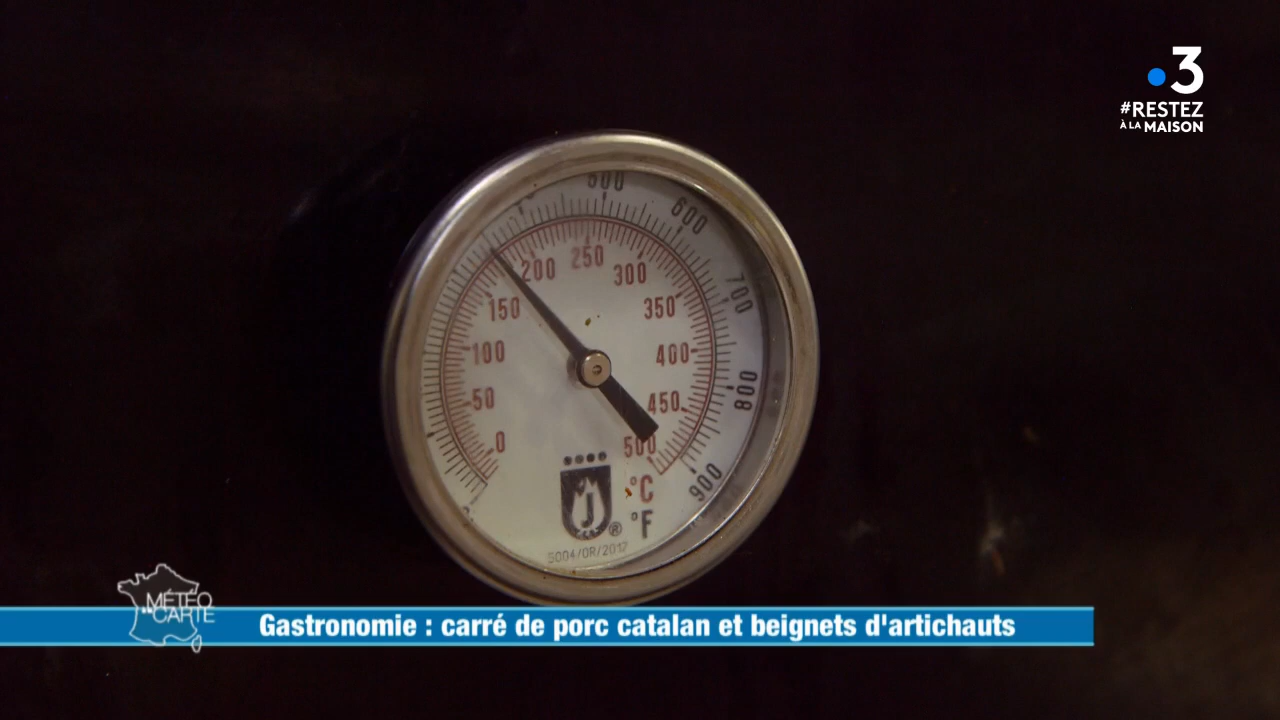 3
#RESTEZ
À LA MAISON
500
600
700
800
900
0
50
100
150
200
250
300
350
400
450
500
°C
°F
J
®
5004/OR/2017
MÉTÉO
CARTE
Gastronomie : carré de porc catalan et beignets d'artichauts